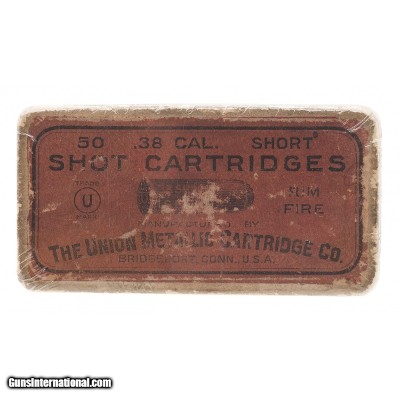 50 .38 CAL. SHORT
SHOT CARTRIDGES
TRADE
U
MARK
FIRE
MANUFACTURED BY
THE UNION METALLIC CARTRIDGE CO.
BRIDGEPORT, CONN., U.S.A.
GunsInternational.com